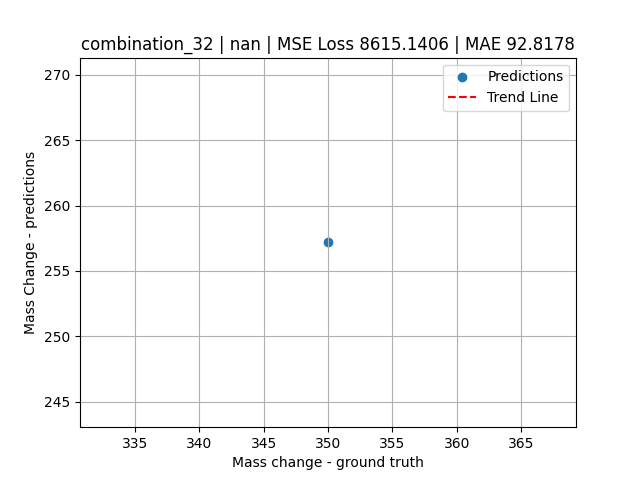 combination_32 | nan | MSE Loss 8615.1406 | MAE 92.8178
Predictions
Trend Line
Mass Change - predictions
270
265
260
255
250
245
335 340 345 350 355 360 365
Mass change - ground truth